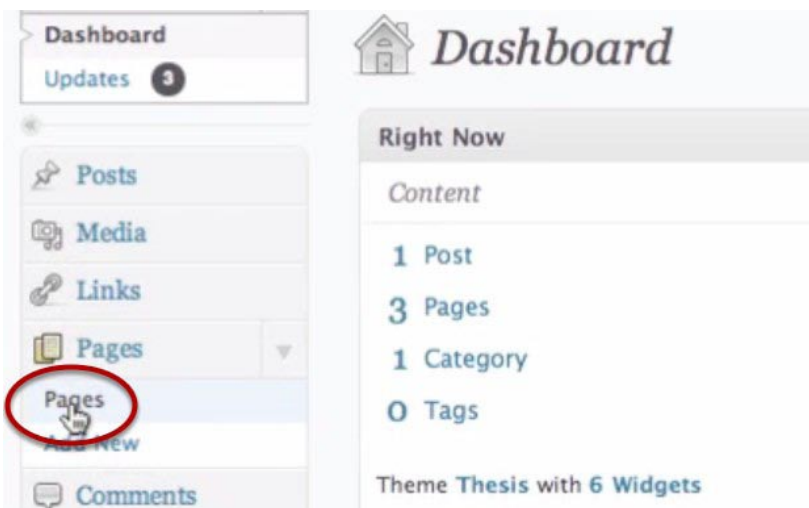 Dashboard
Updates 3
Posts
Media
Links
Pages
Pages
Add New
Comments
Dashboard
Right Now
Content
1 Post
3 Pages
1 Category
0 Tags
Theme Thesis with 6 Widgets